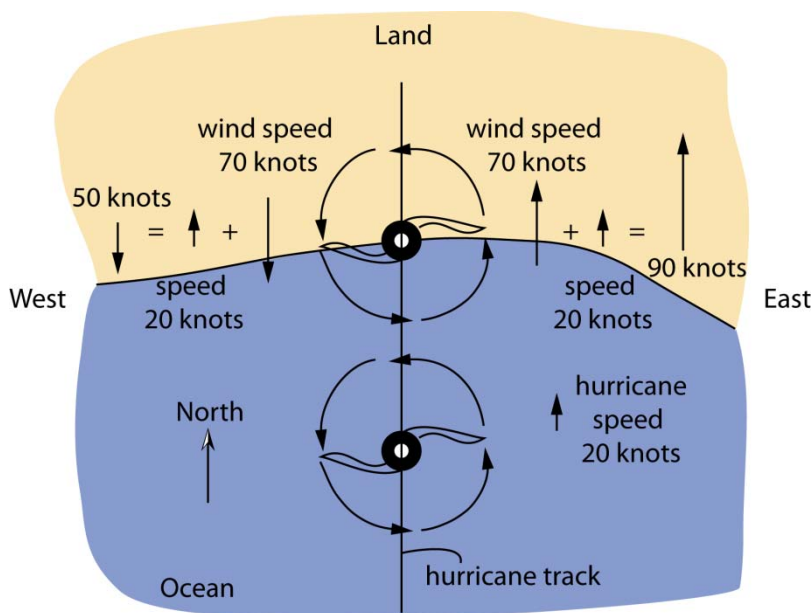 Land
wind speed
70 knots
wind speed
70 knots
50 knots
= +
+ =
90 knots
West
speed
20 knots
speed
20 knots
East
North
hurricane
speed
20 knots
Ocean
hurricane track